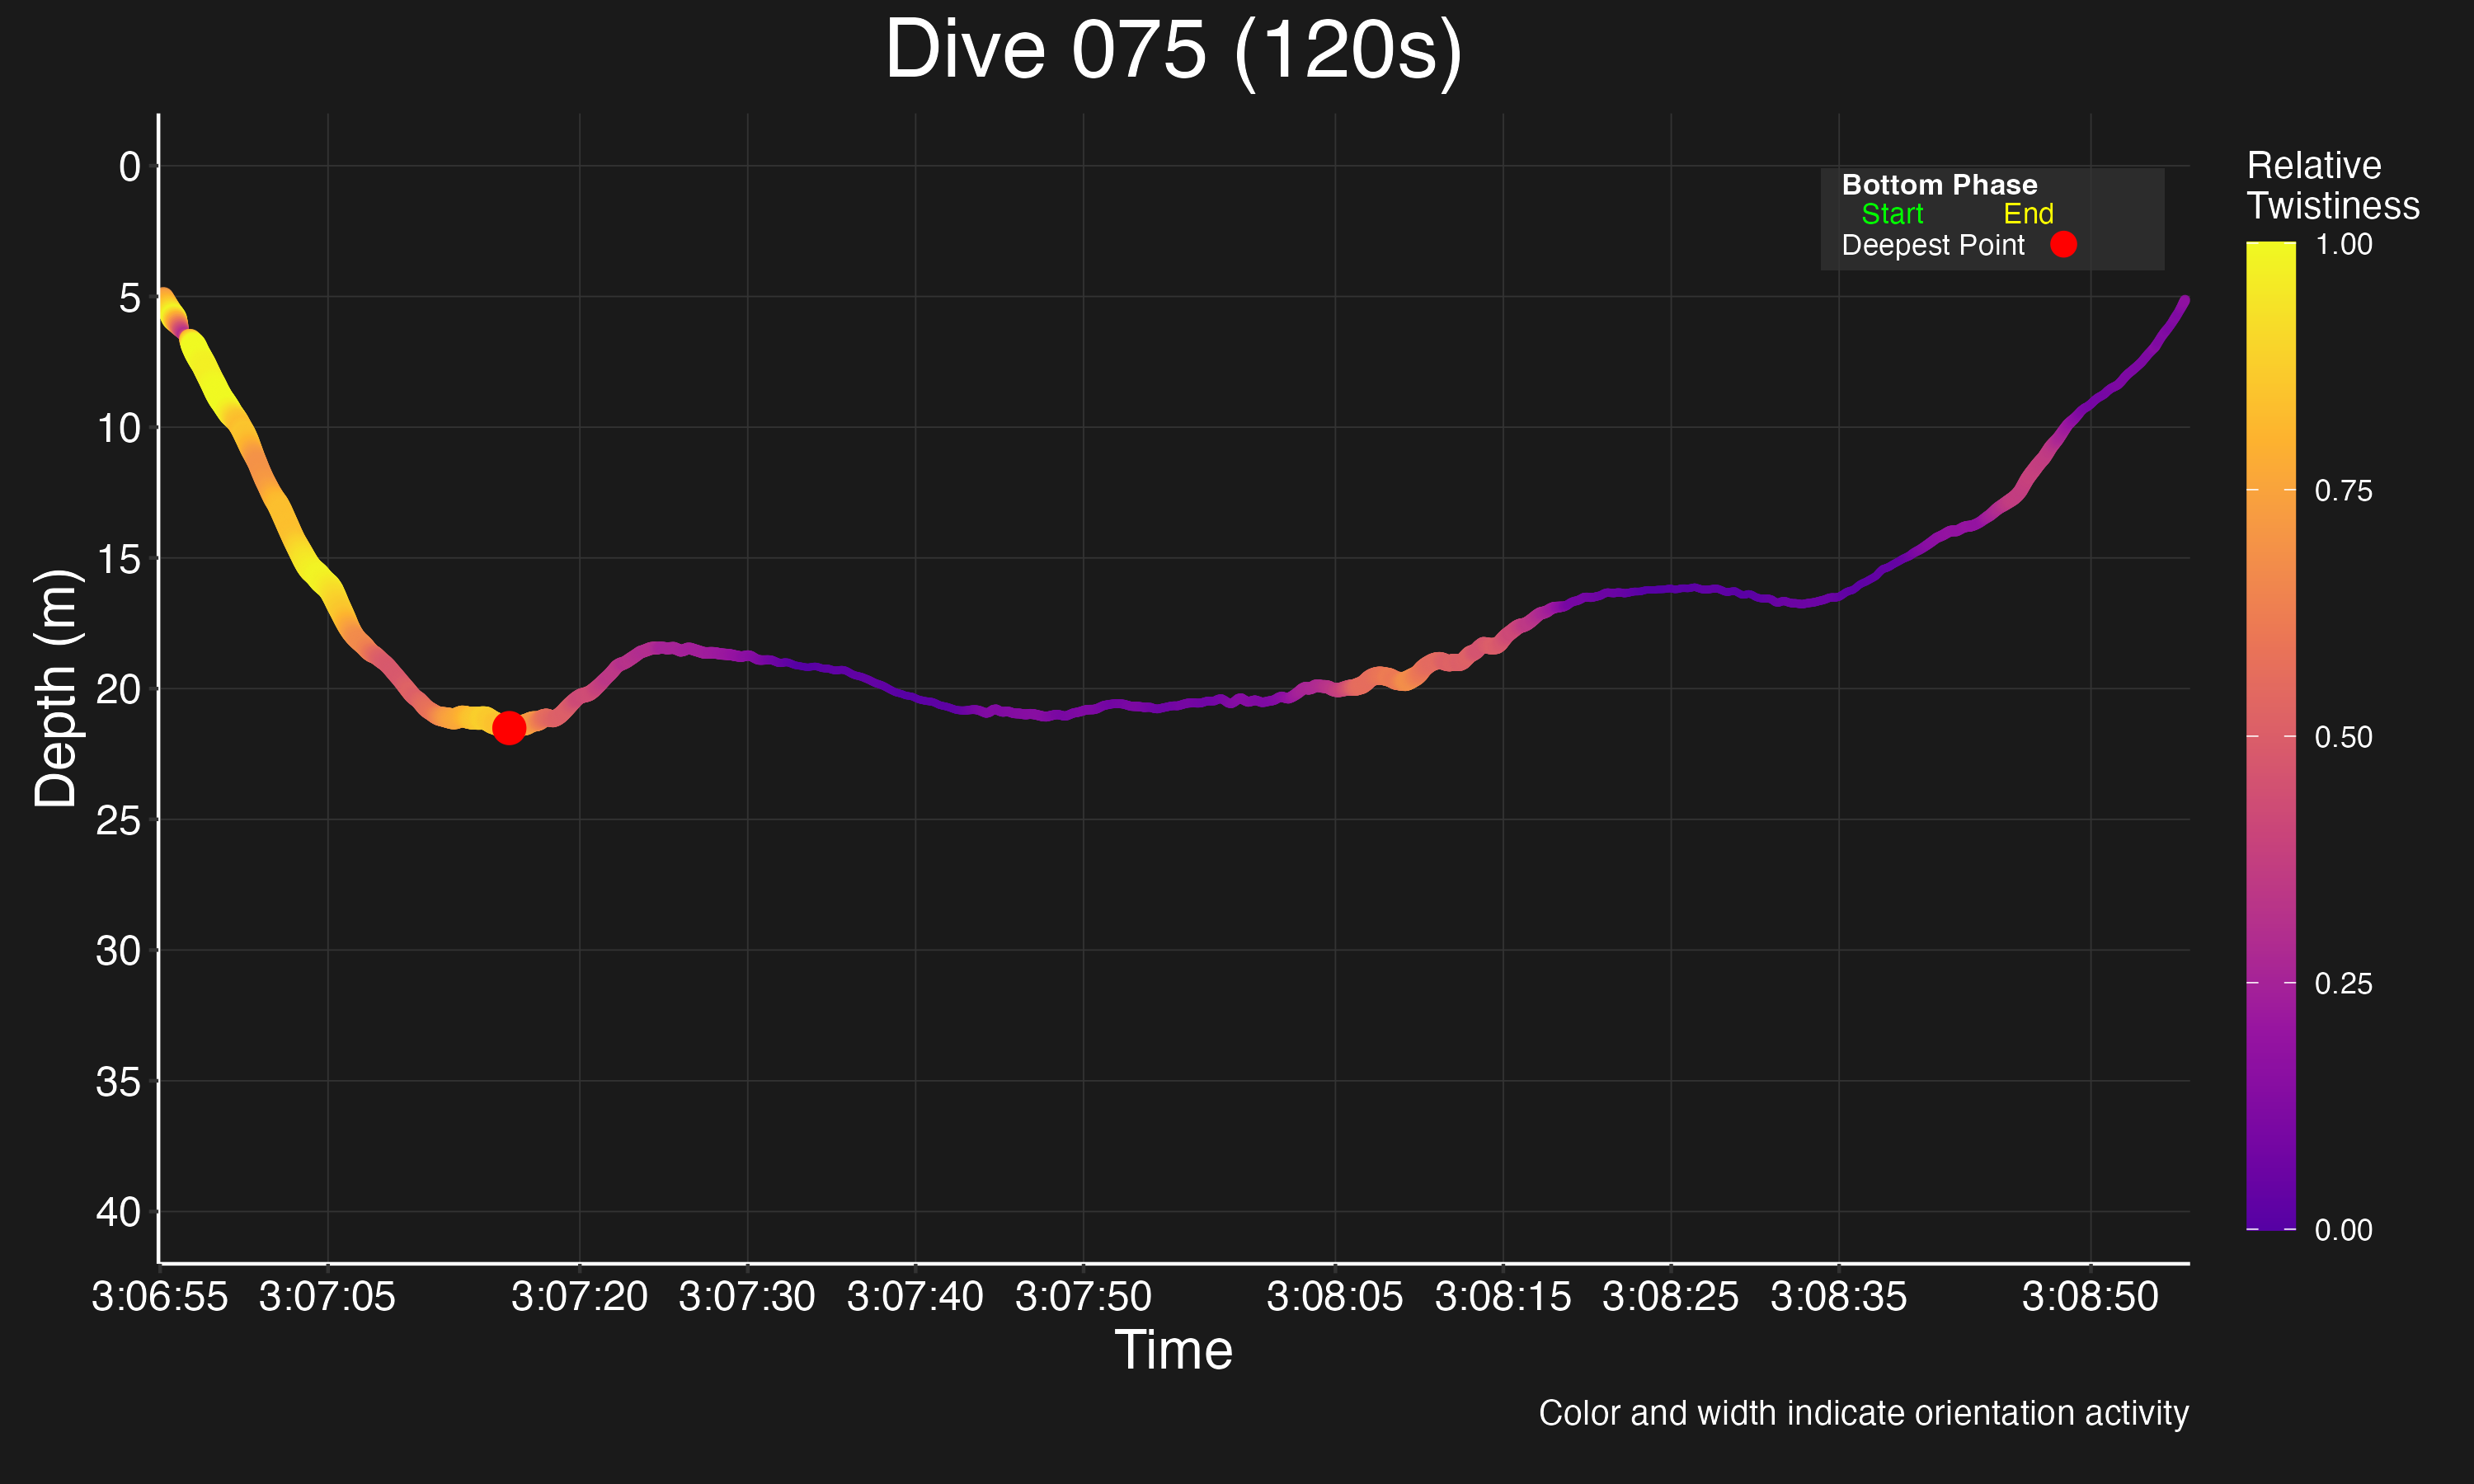 Dive 075 (120s)
Depth (m)
0
5
10
15
20
25
30
35
40
Bottom Phase
Start End
Deepest Point
Relative
Twistiness
1.00
0.75
0.50
0.25
0.00
3:06:55 3:07:05 3:07:20 3:07:30 3:07:40 3:07:50 3:08:05 3:08:15 3:08:25 3:08:35 3:08:50
Time
Color and width indicate orientation activity